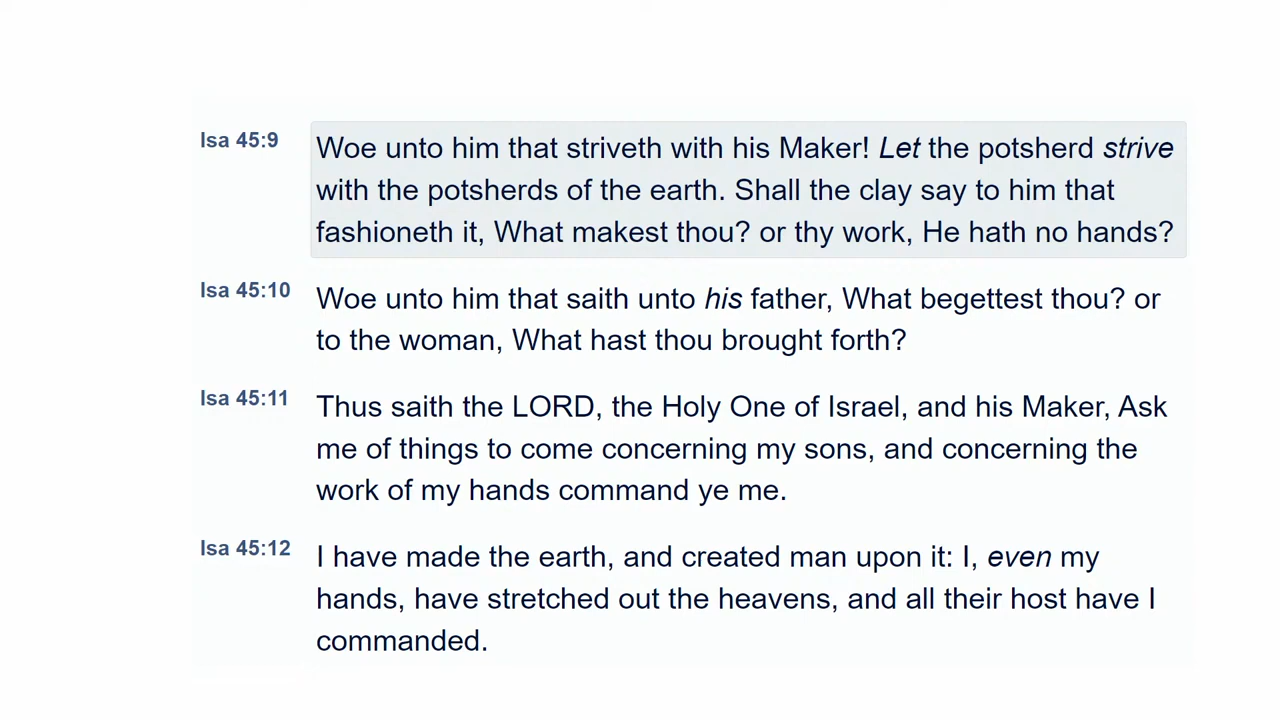 Isa 45:9 Woe unto him that striveth with his Maker! Let the potsherd strive
with the potsherds of the earth. Shall the clay say to him that
fashioneth it, What makest thou? or thy work, He hath no hands?
Isa 45:10 Woe unto him that saith unto his father, What begettest thou? or
to the woman, What hast thou brought forth?
Isa 45:11 Thus saith the LORD, the Holy One of Israel, and his Maker, Ask
me of things to come concerning my sons, and concerning the
work of my hands command ye me.
Isa 45:12 I have made the earth, and created man upon it: I, even my
hands, have stretched out the heavens, and all their host have I
commanded.